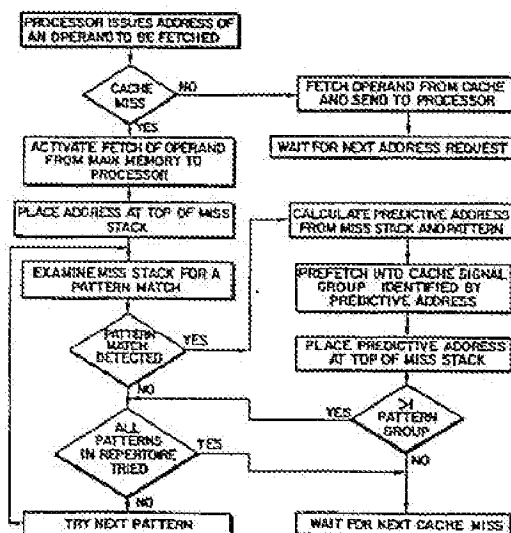 PROCESSOR ISSUES ADDRESS OF
AN OPERAND TO BE FETCHED
CACHE
MISS
NO
YES
FETCH OPERAND FROM CACHE
AND SEND TO PROCESSOR
WAIT FOR NEXT ADDRESS REQUEST
ACTIVATE FETCH OF OPERAND
FROM MAIN MEMORY TO
PROCESSOR
PLACE ADDRESS AT TOP OF MISS
STACK
EXAMINE MISS STACK FOR A
PATTERN MATCH
PATTERN
MATCH
DETECTED
YES
NO
CALCULATE PREDICTIVE ADDRESS
FROM MISS STACK AND PATTERN
PREFETCH INTO CACHE SIGNAL
GROUP IDENTIFIED BY
PREDICTIVE ADDRESS
PLACE PREDICTIVE ADDRESS
AT TOP OF MISS STACK
>1
PATTERN
GROUP
YES
NO
ALL
PATTERNS
IN REPERTOIRE
TRIED
YES
NO
TRY NEXT PATTERN
WAIT FOR NEXT CACHE MISS